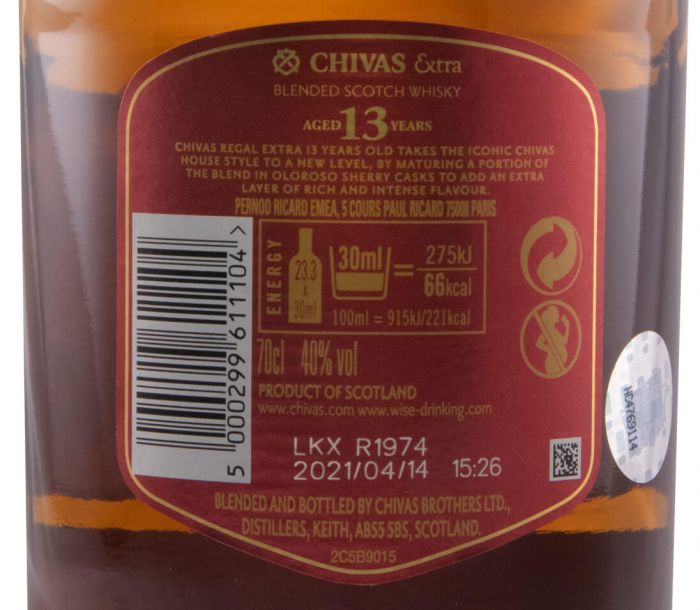 CHIVAS Extra
BLENDED SCOTCH WHISKY
AGED 13 YEARS
CHIVAS REGAL EXTRA 13 YEARS OLD TAKES THE ICONIC CHIVAS
HOUSE STYLE TO A NEW LEVEL, BY MATURING A PORTION OF
THE BLEND IN OLOROSO SHERRY CASKS TO ADD AN EXTRA
LAYER OF RICH AND INTENSE FLAVOUR.
PERNOD RICARD EMEA, 5 COURS PAUL RICARD 75008 PARIS
ENERGY
23.3
x
30ml
30ml = 275kJ
66kcal
100ml = 915kJ/221kcal
70cl 40% vol
PRODUCT OF SCOTLAND
www.chivas.com www.wise-drinking.com
5 000299 611104 >
LKX R1974
2021/04/14 15:26
BLENDED AND BOTTLED BY CHIVAS BROTHERS LTD.,
DISTILLERS, KEITH, AB55 5BS, SCOTLAND.
2C5B9015
HD4769114